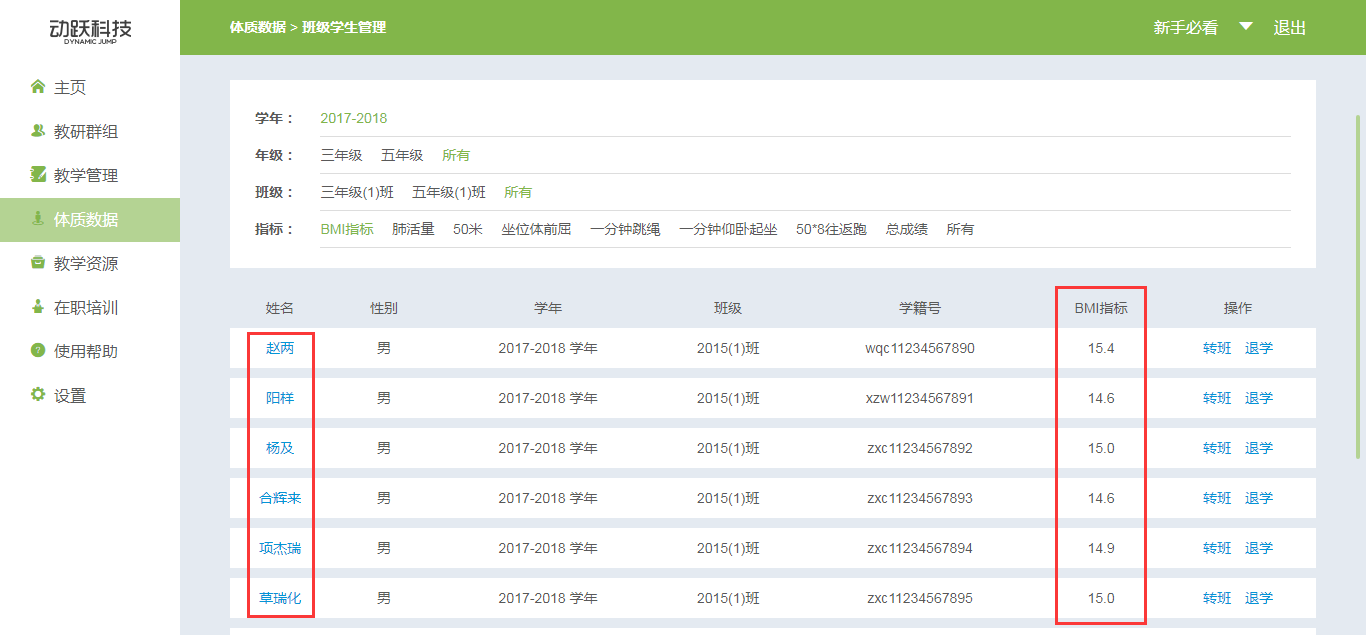 动跃科技
DYNAMIC JUMP
体质数据 > 班级学生管理
新手必看 退出
主页
教研群组
教学管理
体质数据
教学资源
在职培训
使用帮助
设置
学年： 2017-2018
年级： 三年级 五年级 所有
班级： 三年级(1)班 五年级(1)班 所有
指标： BMI指标 肺活量 50米 坐位体前屈 一分钟跳绳 一分钟仰卧起坐 50*8往返跑 总成绩 所有
姓名 性别 学年 班级 学籍号 BMI指标 操作
赵两 男 2017-2018 学年 2015(1)班 wqc11234567890 15.4 转班 退学
阳样 男 2017-2018 学年 2015(1)班 xzw11234567891 14.6 转班 退学
杨及 男 2017-2018 学年 2015(1)班 zxc11234567892 15.0 转班 退学
合辉来 男 2017-2018 学年 2015(1)班 zxc11234567893 14.6 转班 退学
项杰瑞 男 2017-2018 学年 2015(1)班 zxc11234567894 14.9 转班 退学
草瑞化 男 2017-2018 学年 2015(1)班 zxc11234567895 15.0 转班 退学